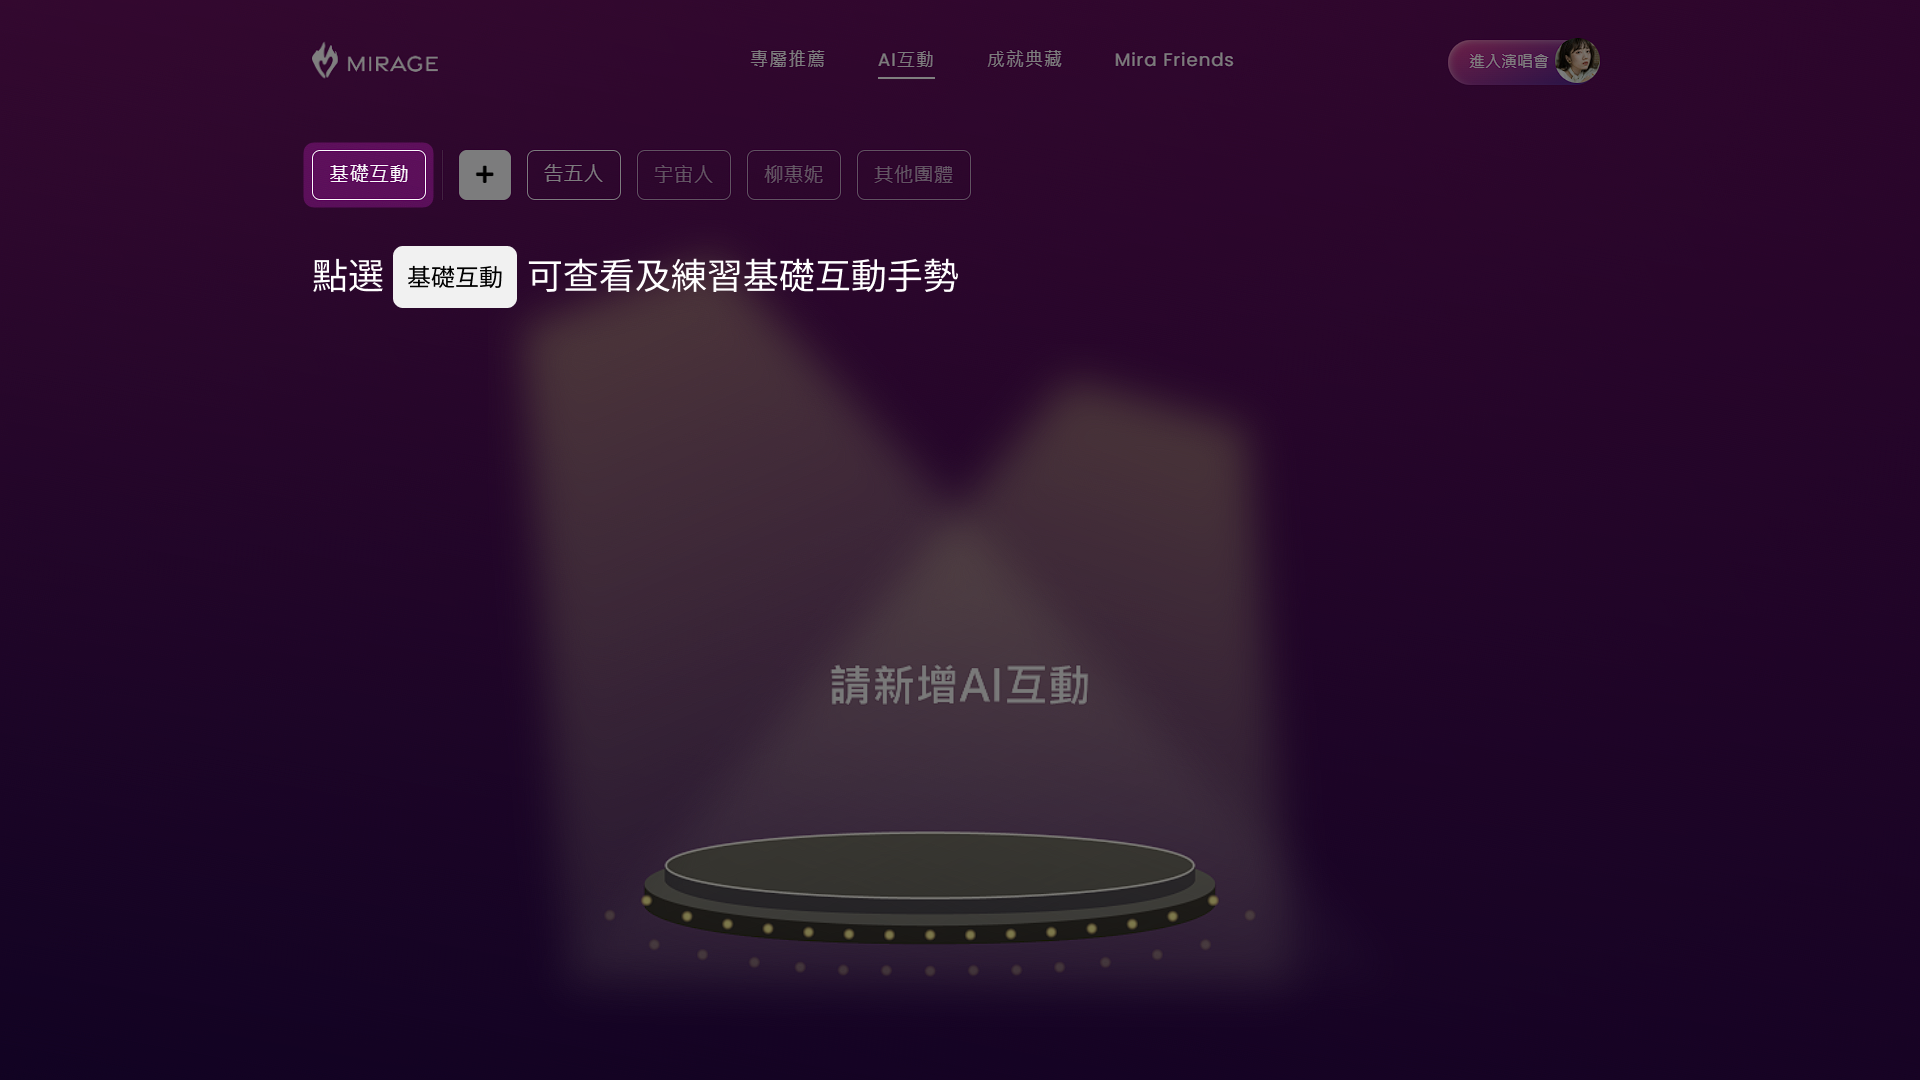 MIRAGE
專屬推薦
AI互動
成就典藏
Mira Friends
進入演唱會
基礎互動
+
告五人
宇宙人
柳惠妮
其他團體
點選 基礎互動 可查看及練習基礎互動手勢
請新增AI互動